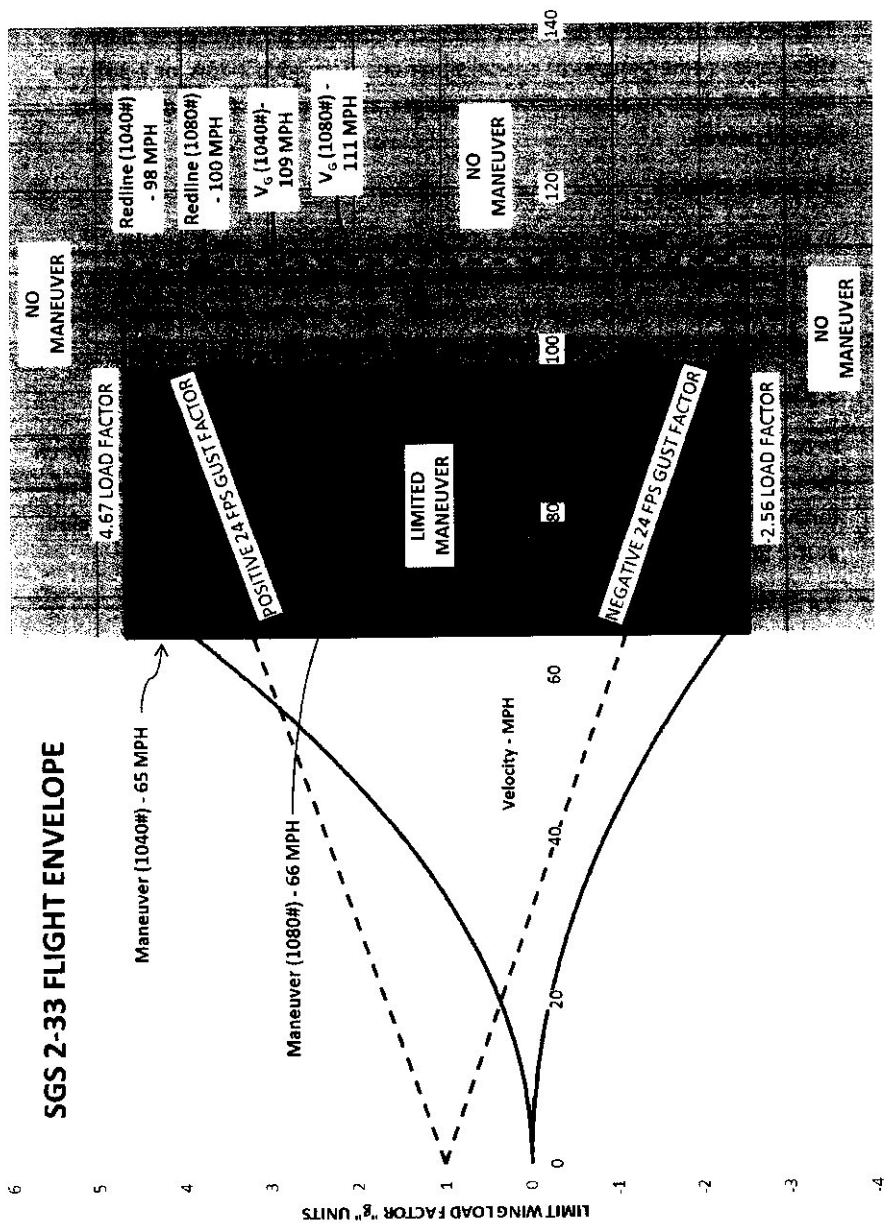 SGS 2-33 FLIGHT ENVELOPE
LIMIT WING LOAD FACTOR "g" UNITS
6
5
4
3
2
1
0
-1
-2
-3
-4
Velocity - MPH
0
20
40
60
80
100
120
140
Maneuver (1040#) - 65 MPH
Maneuver (1080#) - 66 MPH
4.67 LOAD FACTOR
POSITIVE 24 FPS GUST FACTOR
LIMITED
MANEUVER
NEGATIVE 24 FPS GUST FACTOR
-2.56 LOAD FACTOR
NO
MANEUVER
Redline (1040#)
- 98 MPH
Redline (1080#)
- 100 MPH
VG (1040#)-
109 MPH
VG (1080#) -
111 MPH
NO
MANEUVER
NO
MANEUVER